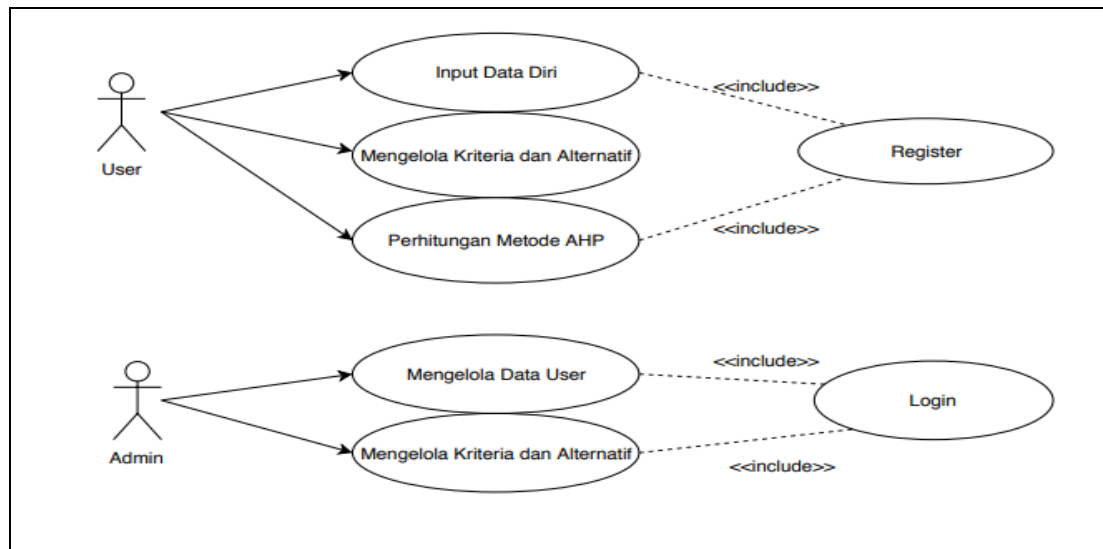 Input Data Diri
<<include>>
User
Mengelola Kriteria dan Alternatif
Register
Perhitungan Metode AHP
<<include>>
Mengelola Data User
<<include>>
Admin
Login
Mengelola Kriteria dan Alternatif
<<include>>